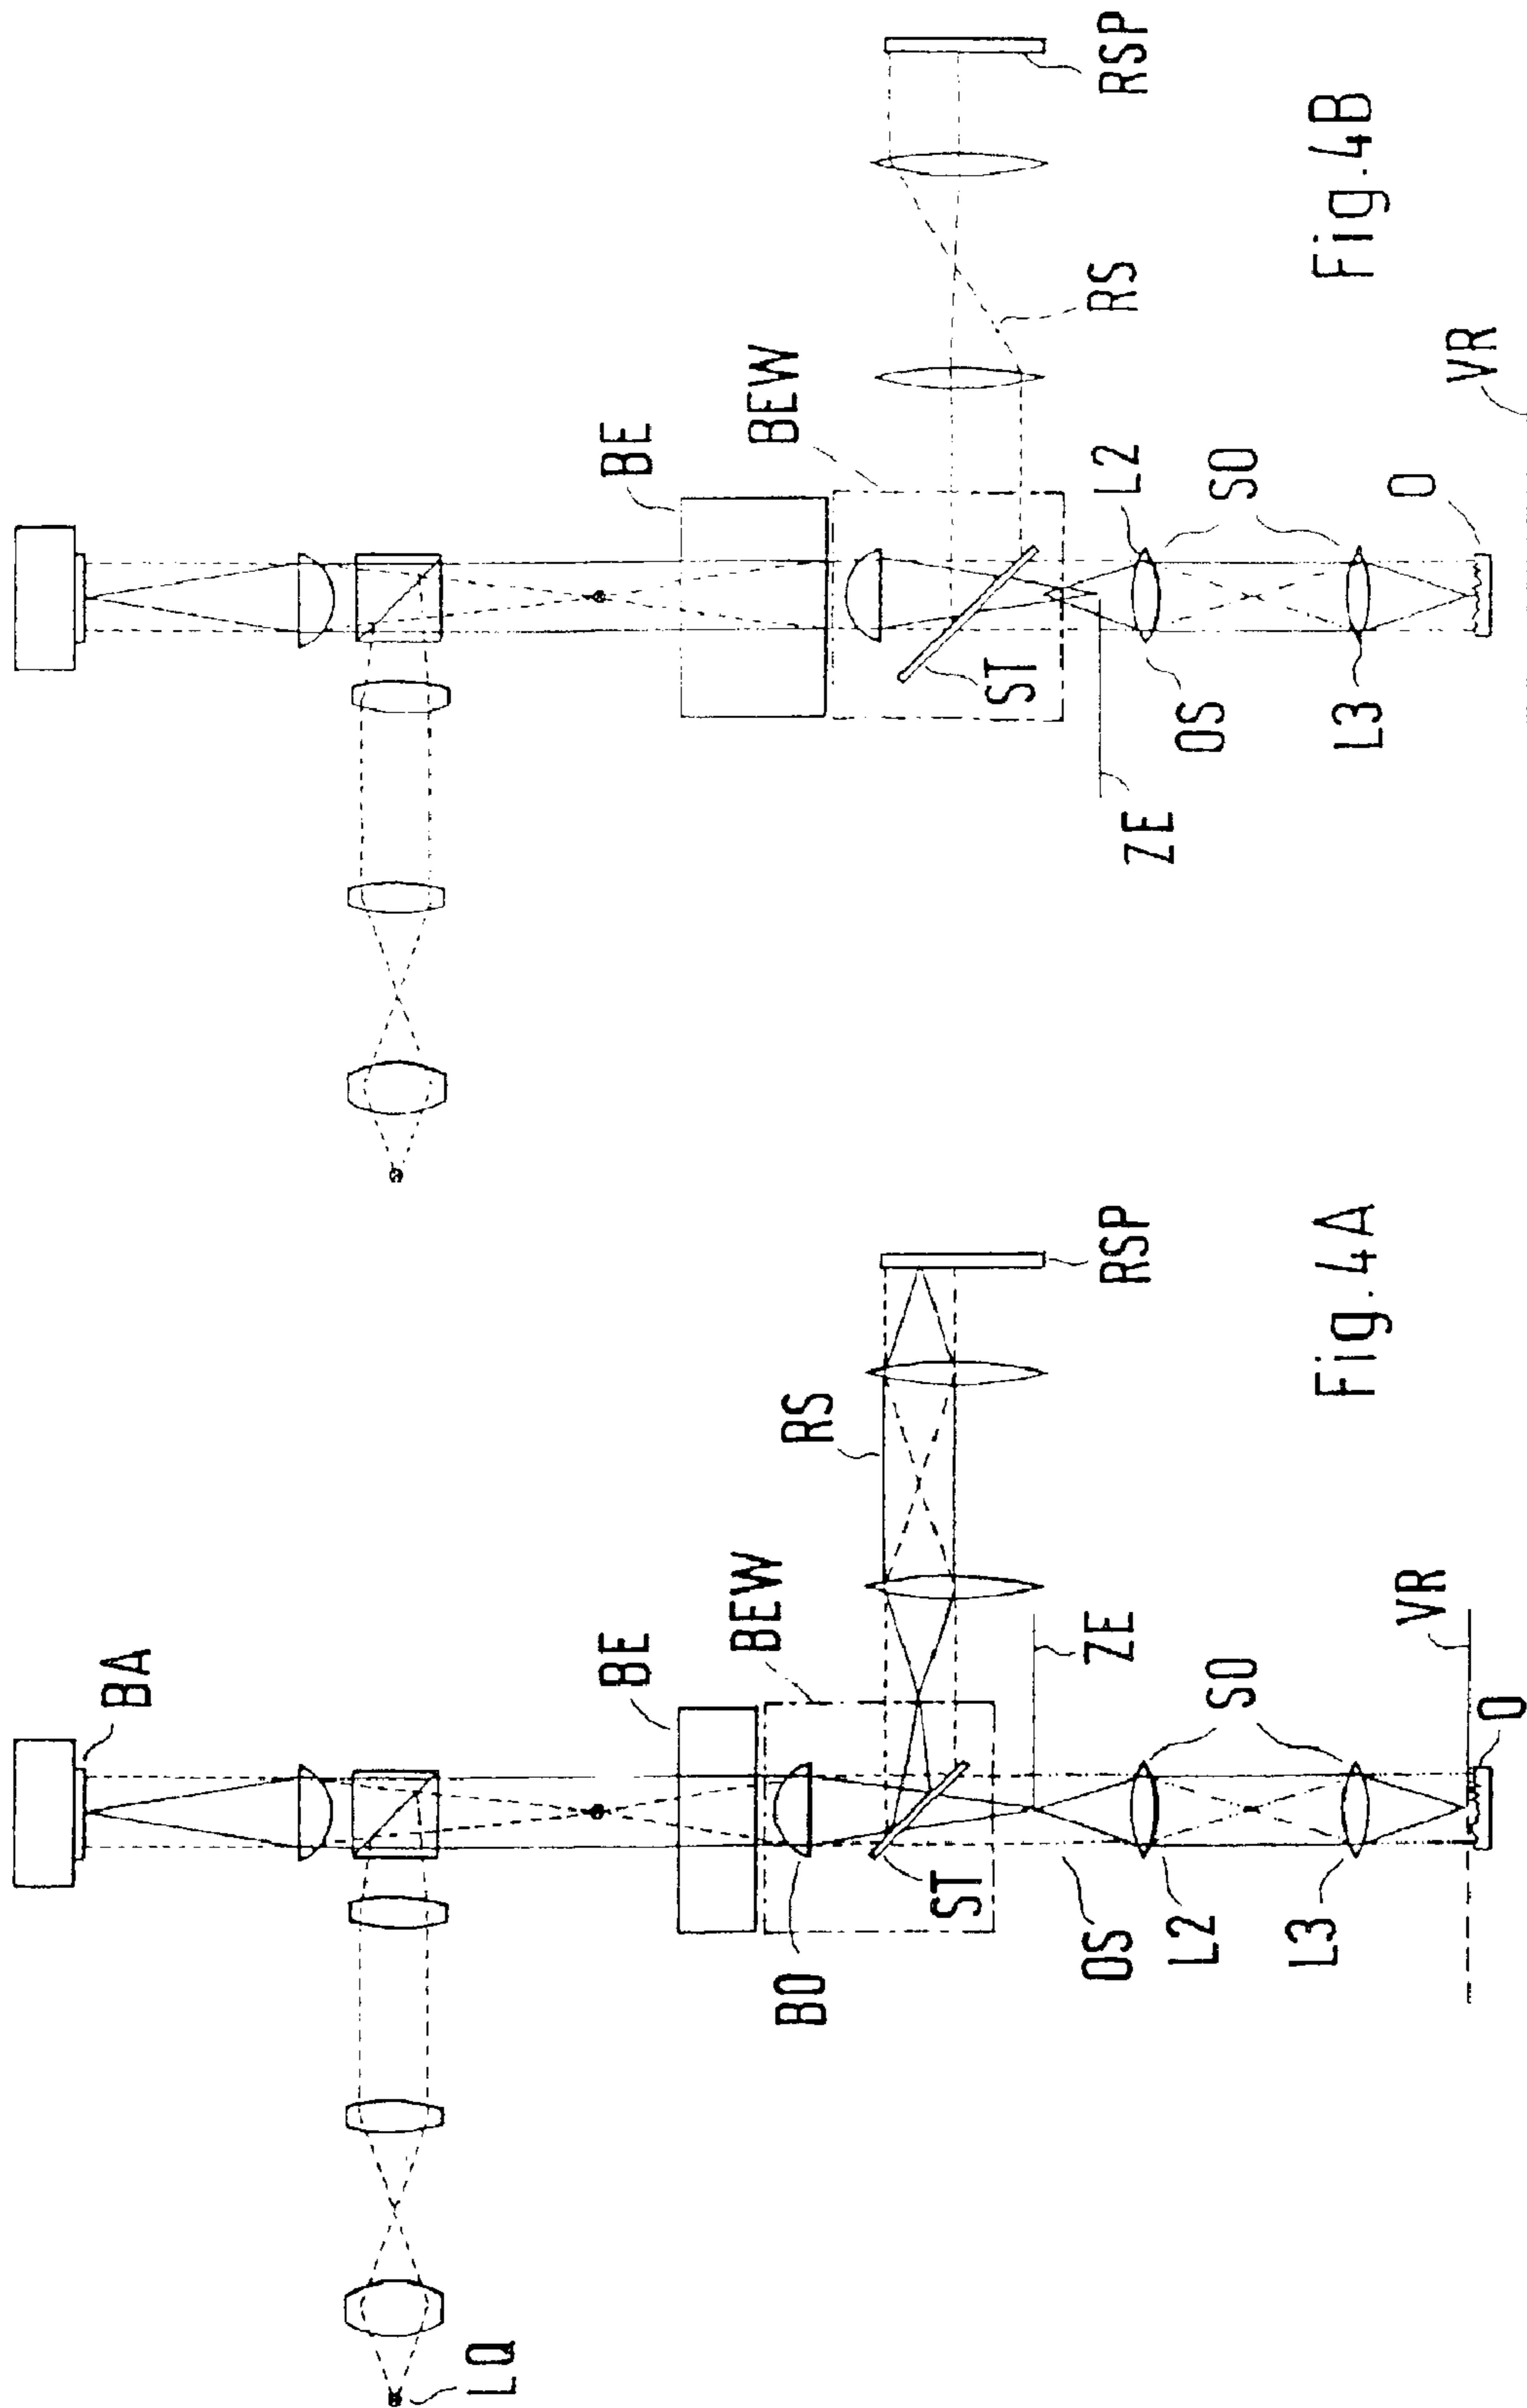 BA
BE
BEW
BO
LQ
RS
RSP
ST
ZE
OS
SO
L2
L3
VR
O
Fig.4A
BE
BEW
RS
RSP
ST
ZE
OS
L2
SO
L3
O
VR
Fig.4B